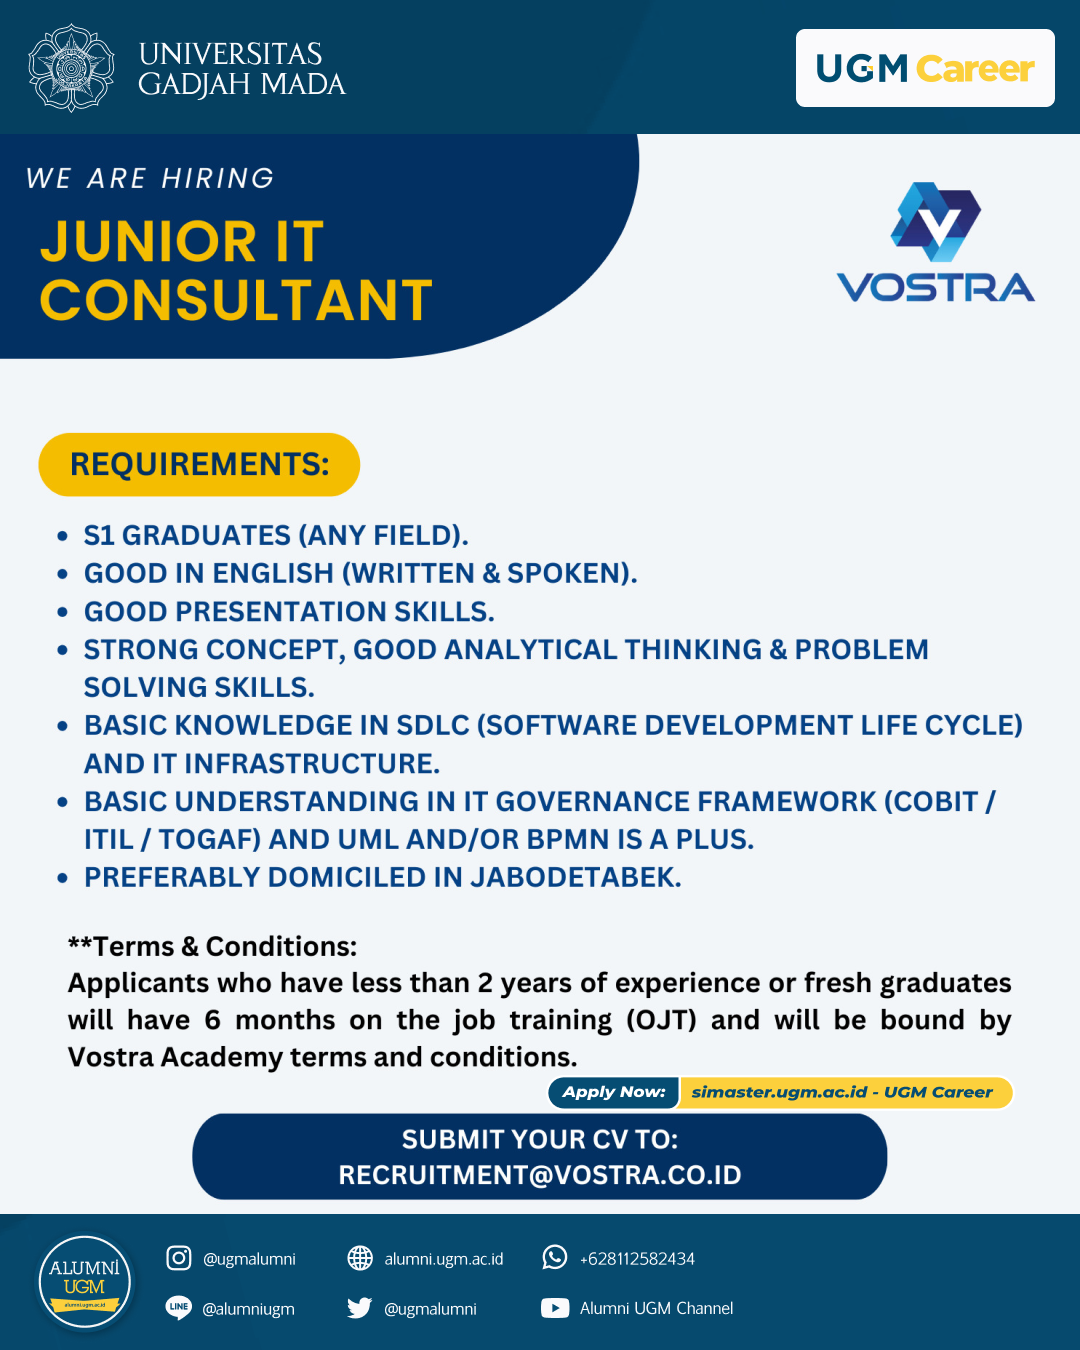 UNIVERSITAS
GADJAH MADA
UGM Career
WE ARE HIRING
JUNIOR IT
CONSULTANT
V
VOSTRA
REQUIREMENTS:
• S1 GRADUATES (ANY FIELD).
• GOOD IN ENGLISH (WRITTEN & SPOKEN).
• GOOD PRESENTATION SKILLS.
• STRONG CONCEPT, GOOD ANALYTICAL THINKING & PROBLEM
SOLVING SKILLS.
• BASIC KNOWLEDGE IN SDLC (SOFTWARE DEVELOPMENT LIFE CYCLE)
AND IT INFRASTRUCTURE.
• BASIC UNDERSTANDING IN IT GOVERNANCE FRAMEWORK (COBIT /
ITIL / TOGAF) AND UML AND/OR BPMN IS A PLUS.
• PREFERABLY DOMICILED IN JABODETABEK.
**Terms & Conditions:
Applicants who have less than 2 years of experience or fresh graduates
will have 6 months on the job training (OJT) and will be bound by
Vostra Academy terms and conditions.
Apply Now: simaster.ugm.ac.id - UGM Career
SUBMIT YOUR CV TO:
RECRUITMENT@VOSTRA.CO.ID
ALUMNI
UGM
alumni.ugm.ac.id
@ugmalumni
alumni.ugm.ac.id
+628112582434
LINE
@alumniugm
@ugmalumni
Alumni UGM Channel